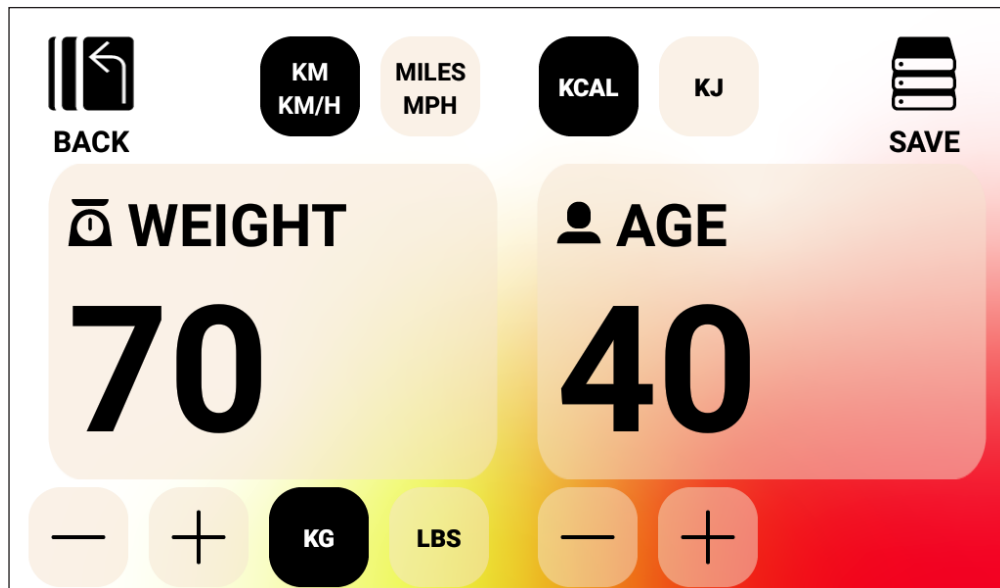 KM
KM/H
MILES
MPH
KCAL
KJ
BACK
SAVE
WEIGHT
70
AGE
40
KG
LBS